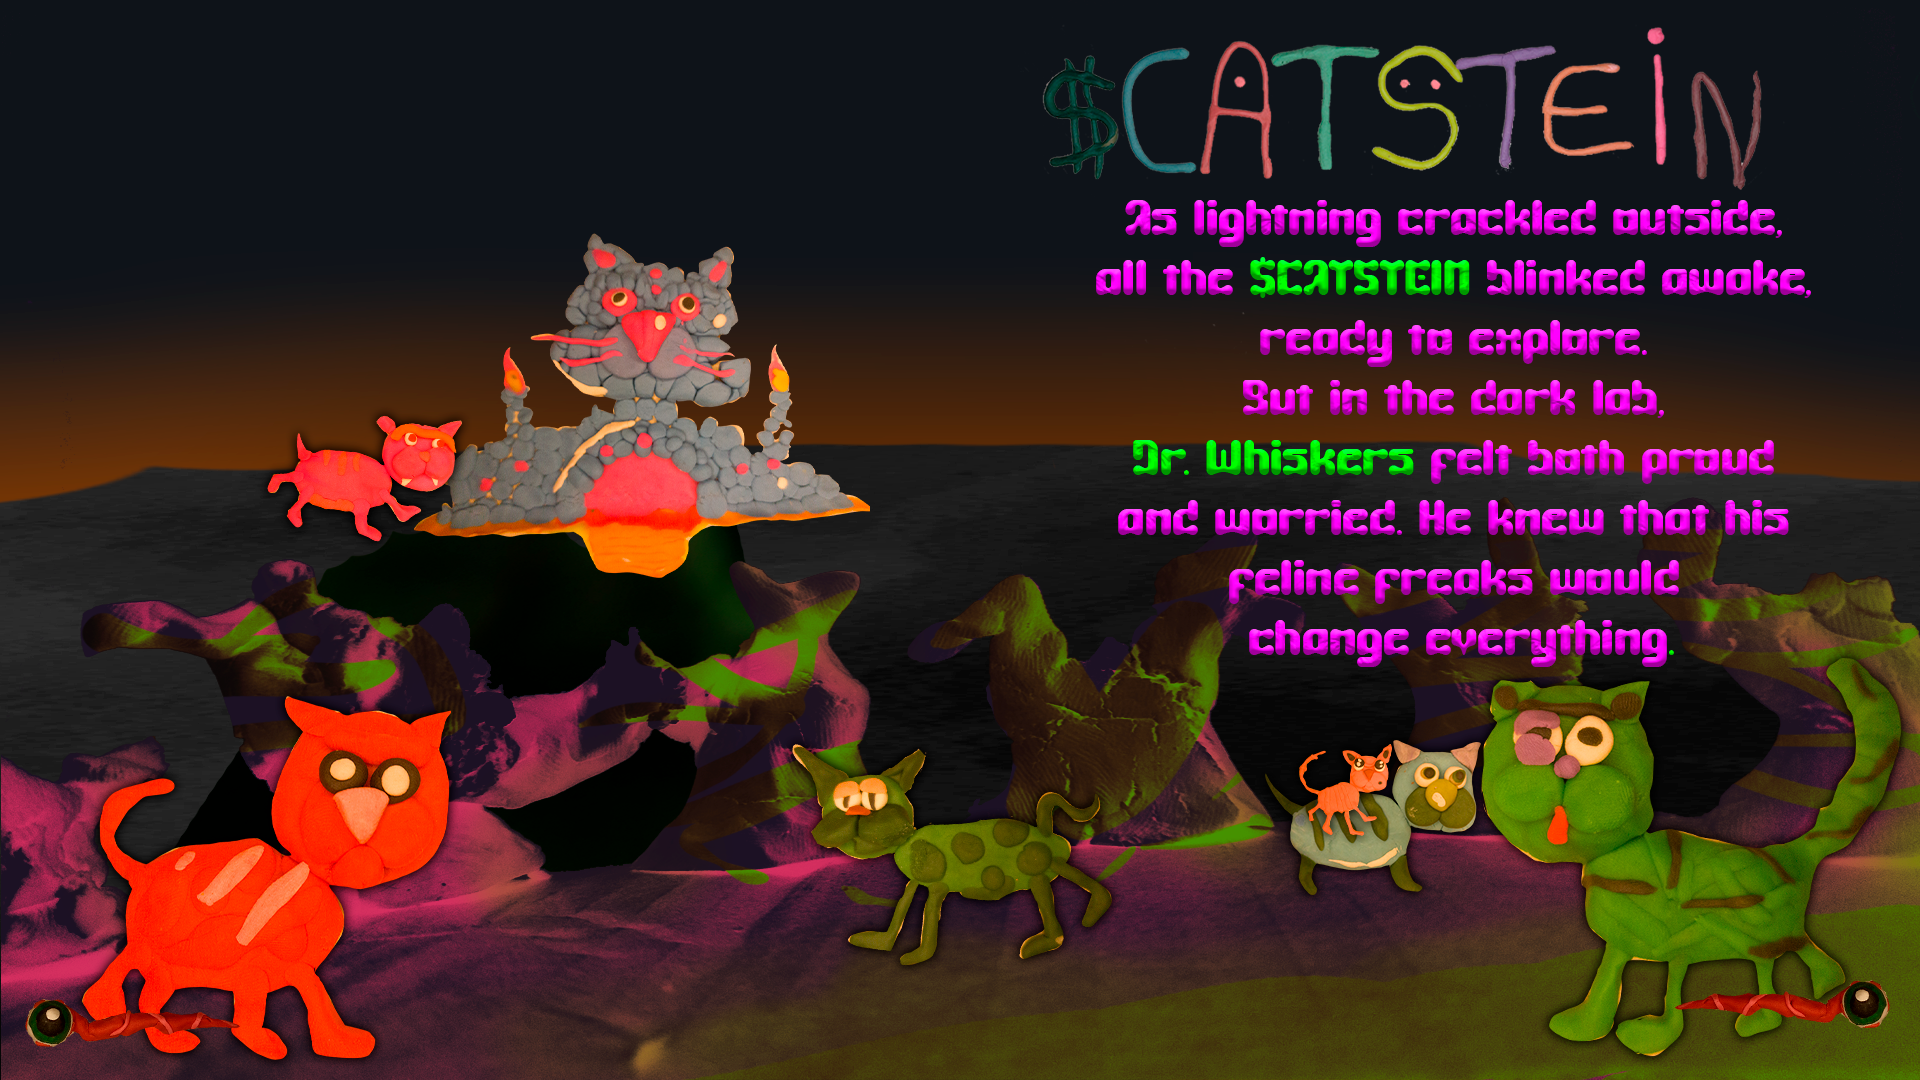 $CATSTEiN
As lightning crackled outside,
all the $CATSTEIN blinked awake,
ready to explore.
But in the dark lab,
Dr. Whiskers felt both proud
and worried. He knew that his
feline freaks would
change everything.